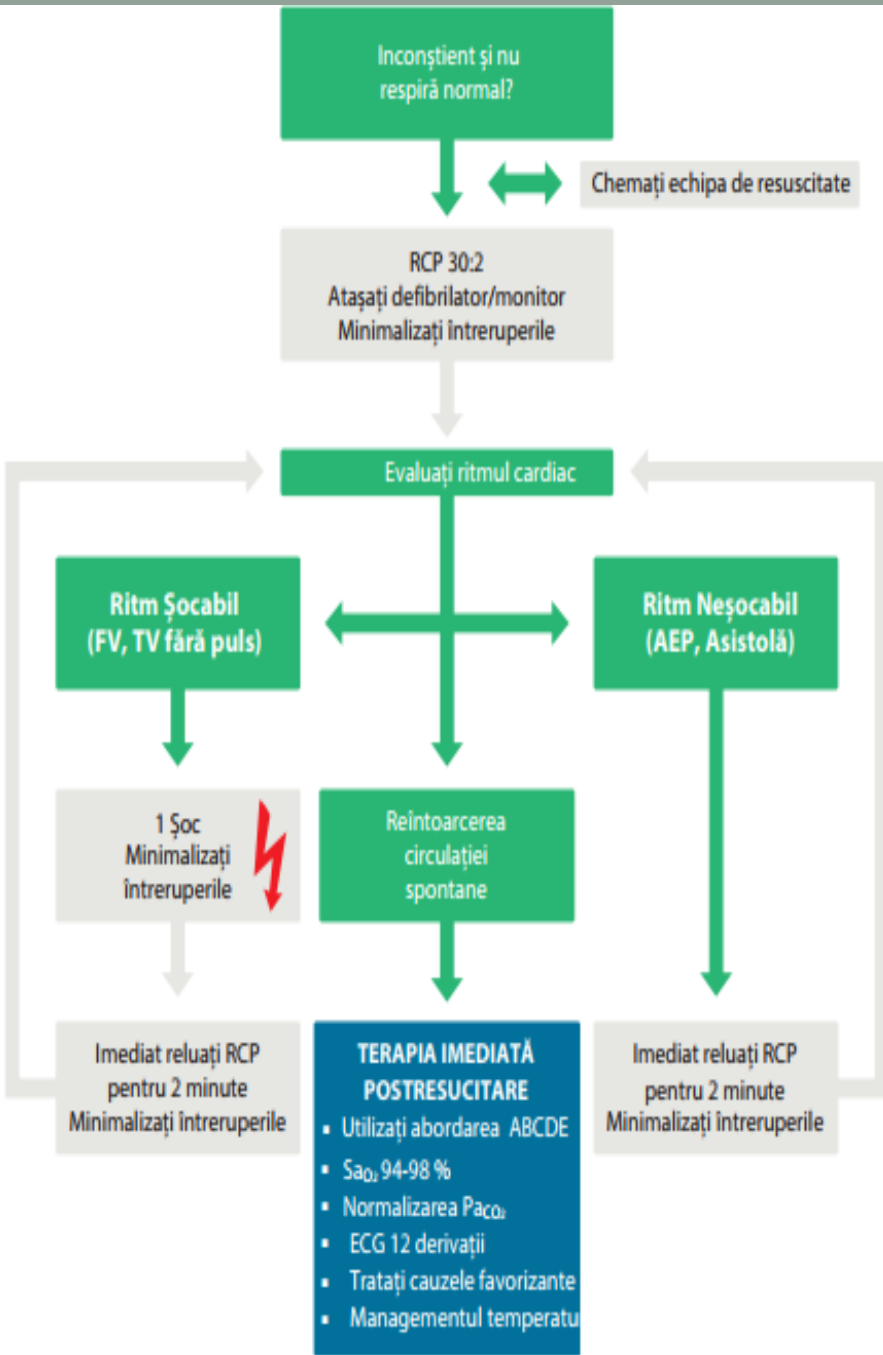 Inconștient și nu
respiră normal?
Chemați echipa de resuscitate
RCP 30:2
Atașați defibrilator/monitor
Minimalizați întreruperile
Evaluați ritmul cardiac
Ritm Șocabil
(FV, TV fără puls)
Ritm Neșocabil
(AEP, Asistolă)
1 Șoc
Minimalizați
întreruperile
Reîntoarcerea
circulației
spontane
Imediat reluați RCP
pentru 2 minute
Minimalizați întreruperile
TERAPIA IMEDIATĂ
POSTRESUCITARE
▪ Utilizați abordarea ABCDE
▪ SaO₂ 94-98 %
▪ Normalizarea PaCO₂
▪ ECG 12 derivații
▪ Tratați cauzele favorizante
▪ Managementul temperatu
Imediat reluați RCP
pentru 2 minute
Minimalizați întreruperile